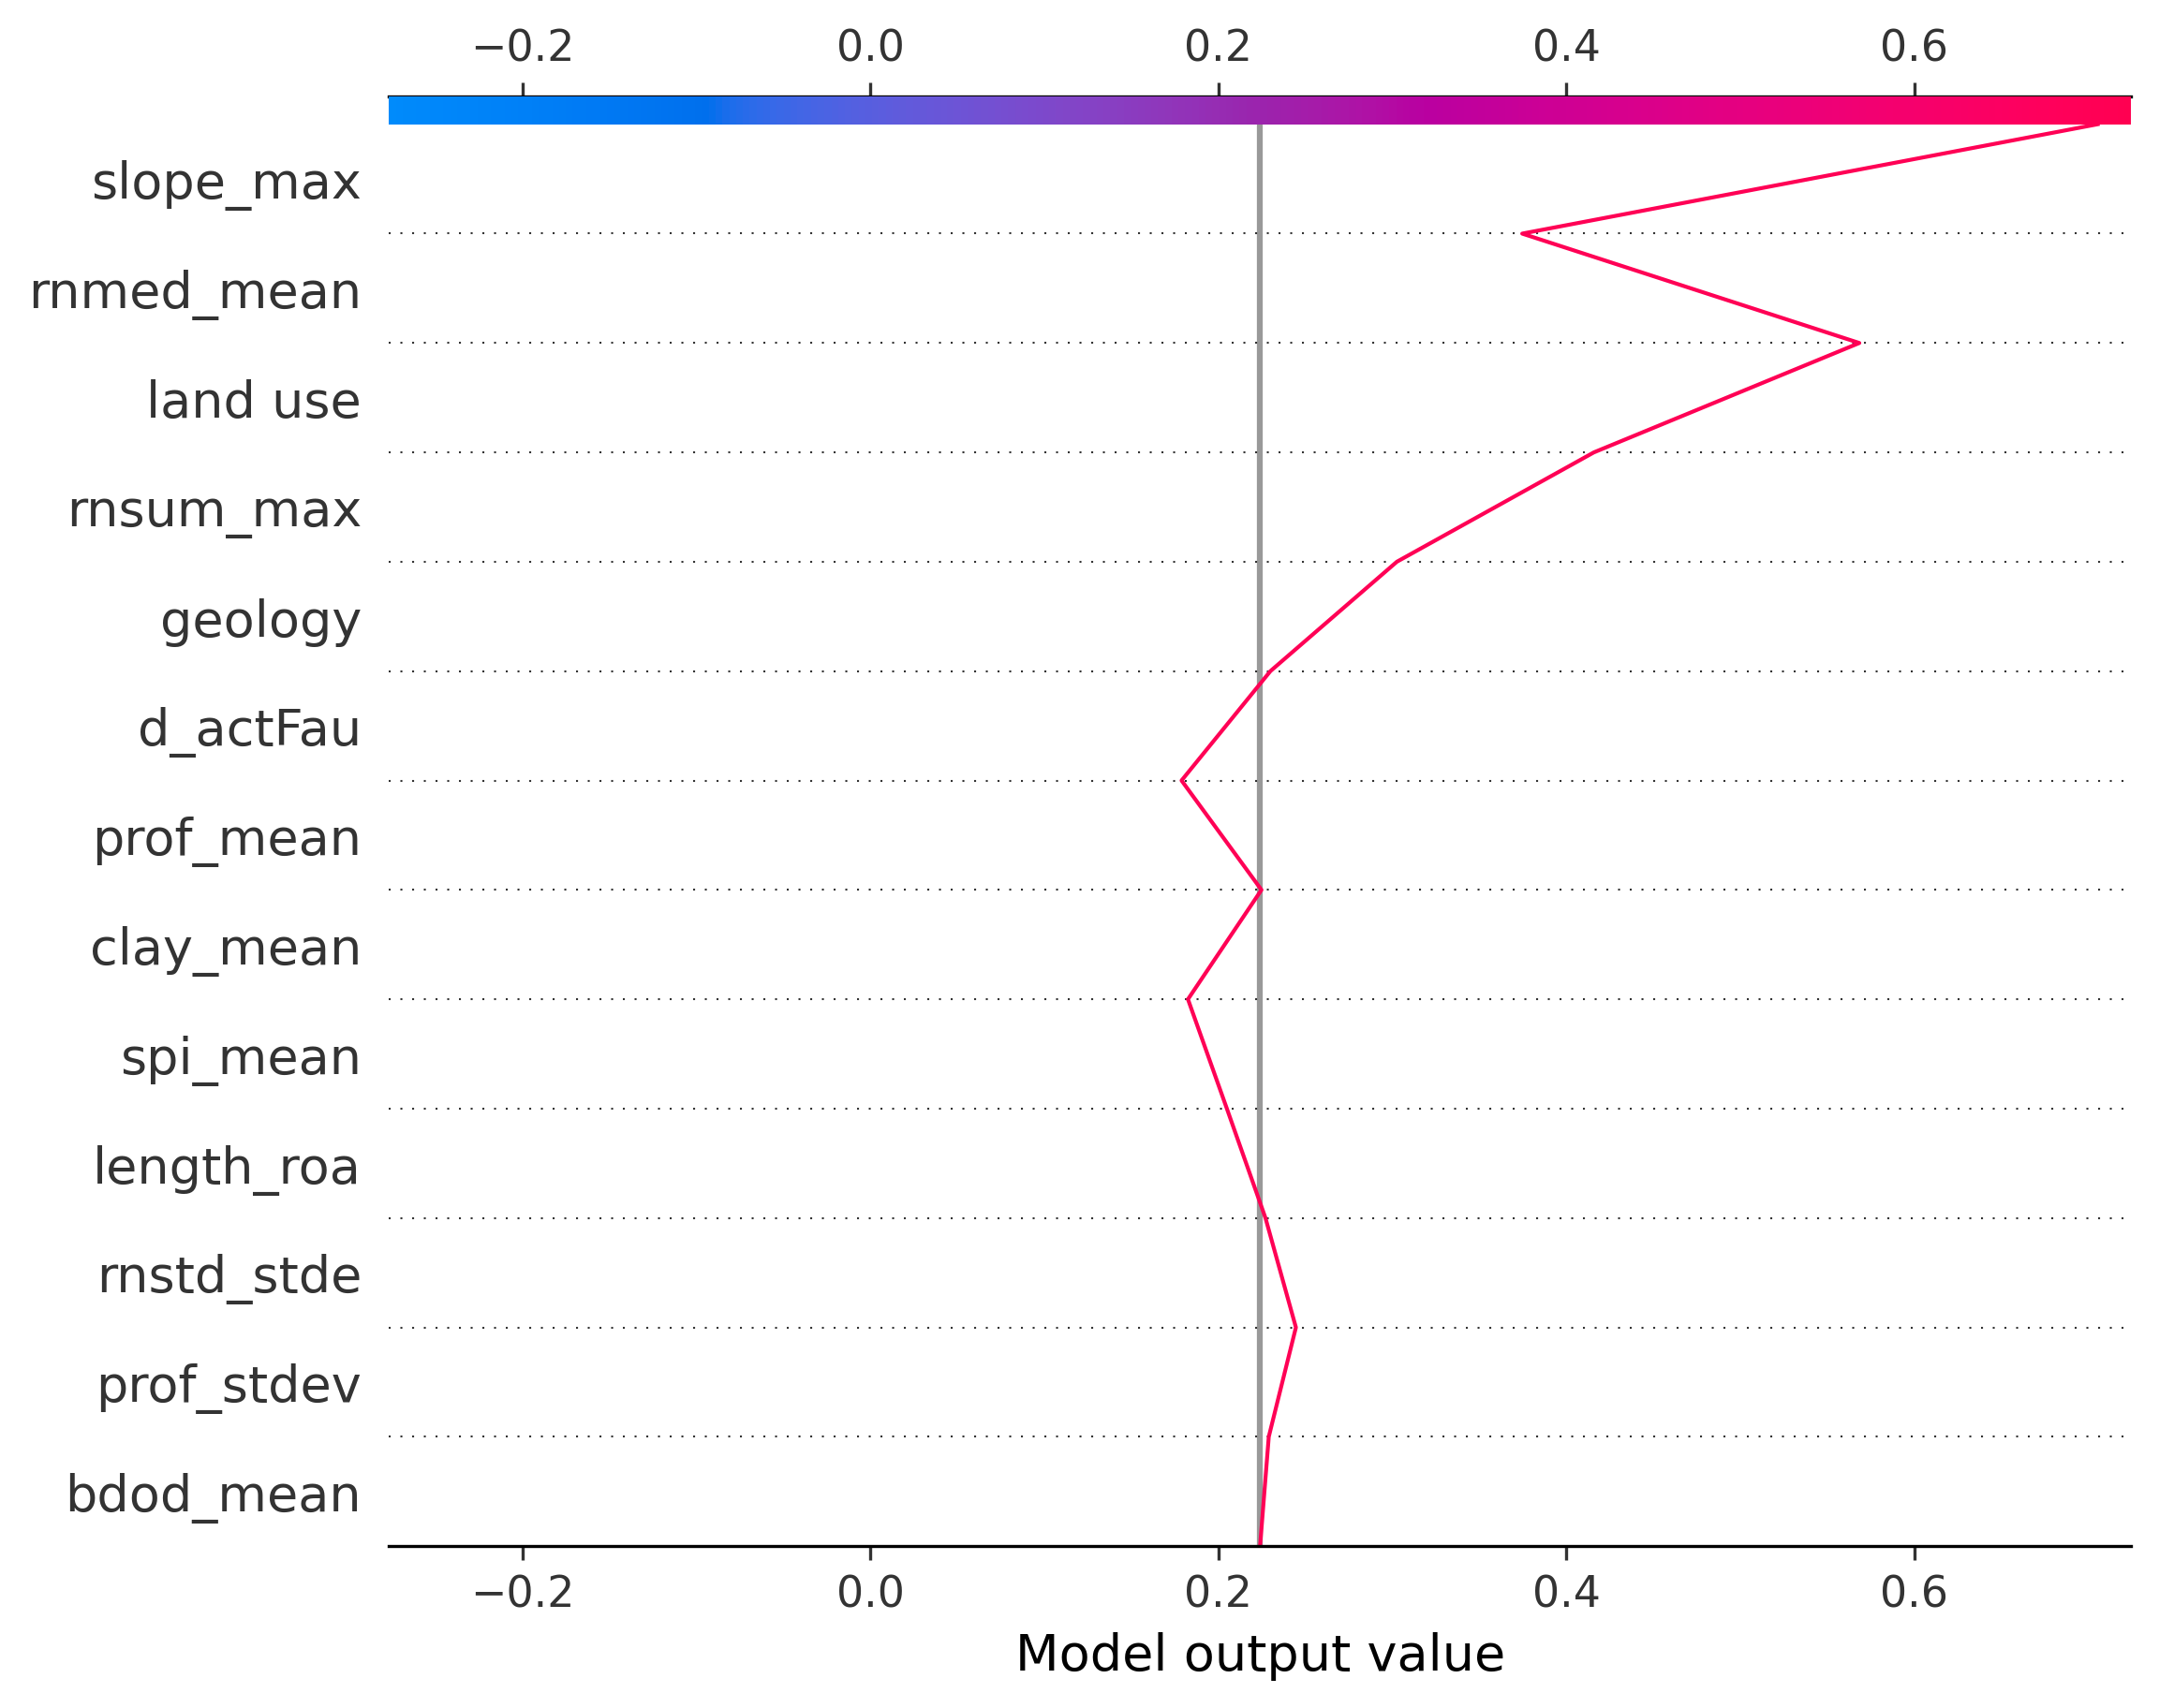 −0.2 0.0 0.2 0.4 0.6
slope_max
rnmed_mean
land use
rnsum_max
geology
d_actFau
prof_mean
clay_mean
spi_mean
length_roa
rnstd_stde
prof_stdev
bdod_mean
−0.2 0.0 0.2 0.4 0.6
Model output value